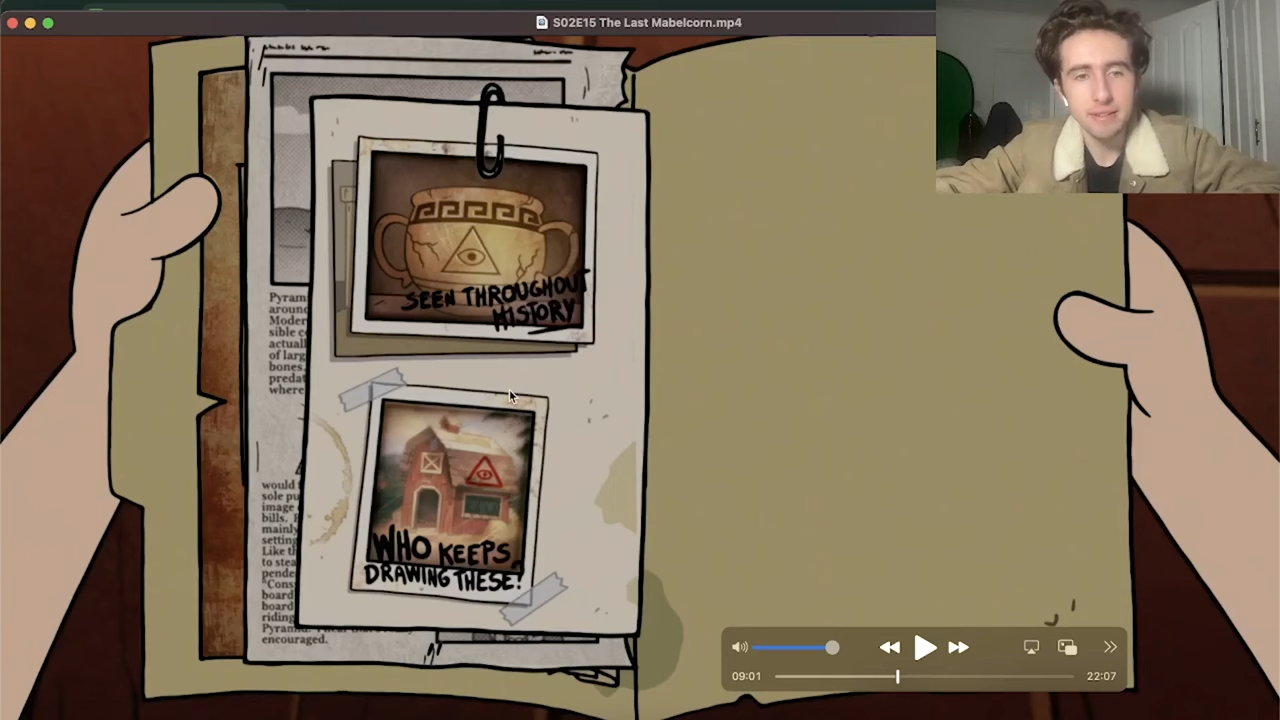 S02E15 The Last Mabelcorn.mp4
SEEN THROUGHOUT
HISTORY
Pyram
around
Moder
sible co
actuall
of larg
bones.
predat
where
WHO KEEPS
DRAWING THESE?
would
sole pu
image
bills.
mainly
setting
Like th
to stea
pende
"Cons
board
board
riding
encouraged.
09:01
22:07